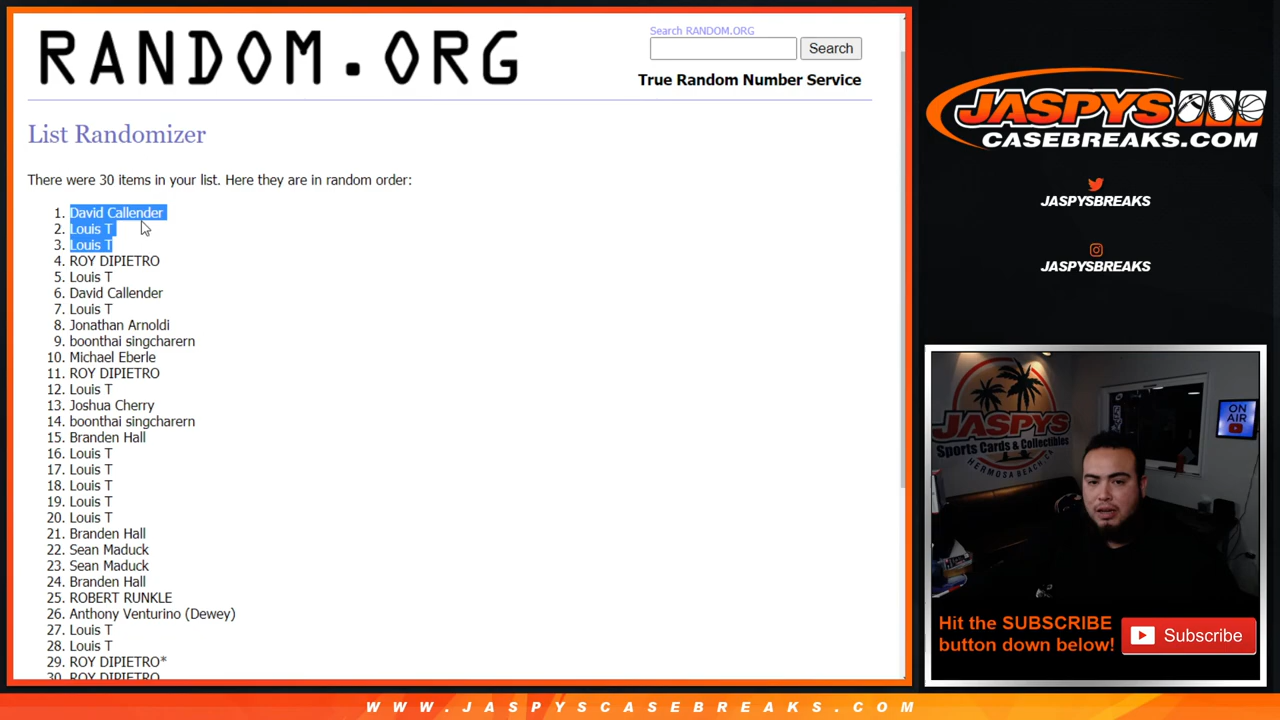 RANDOM.ORG
Search RANDOM.ORG
Search
True Random Number Service
List Randomizer
There were 30 items in your list. Here they are in random order:
1. David Callender
2. Louis T
3. Louis T
4. ROY DIPIETRO
5. Louis T
6. David Callender
7. Louis T
8. Jonathan Arnoldi
9. boonthai singcharern
10. Michael Eberle
11. ROY DIPIETRO
12. Louis T
13. Joshua Cherry
14. boonthai singcharern
15. Branden Hall
16. Louis T
17. Louis T
18. Louis T
19. Louis T
20. Louis T
21. Branden Hall
22. Sean Maduck
23. Sean Maduck
24. Branden Hall
25. ROBERT RUNKLE
26. Anthony Venturino (Dewey)
27. Louis T
28. Louis T
29. ROY DIPIETRO*
30. ROY DIPIETRO
JASPYS
CASEBREAKS.COM
JASPYSBREAKS
JASPYSBREAKS
JASPYS
Sports Cards & Collectibles
HERMOSA BEACH CA
ON
AIR
Hit the SUBSCRIBE
button down below!
Subscribe
WWW.JASPYSCASEBREAKS.COM